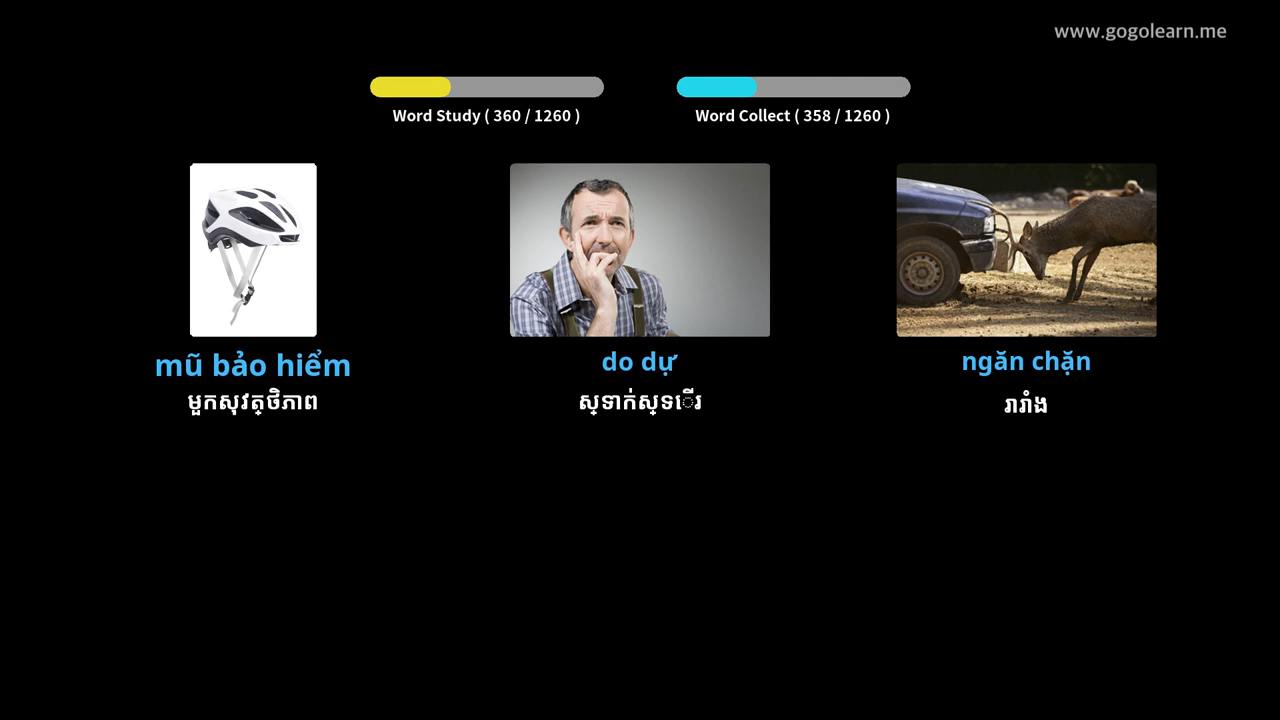 www.gogolearn.me
Word Study ( 360 / 1260 )
Word Collect ( 358 / 1260 )
mũ bảo hiểm
do dự
ngăn chặn
មួកសុវត្ថិភាព
ស្ទាក់ស្ទើរ
រារាំង